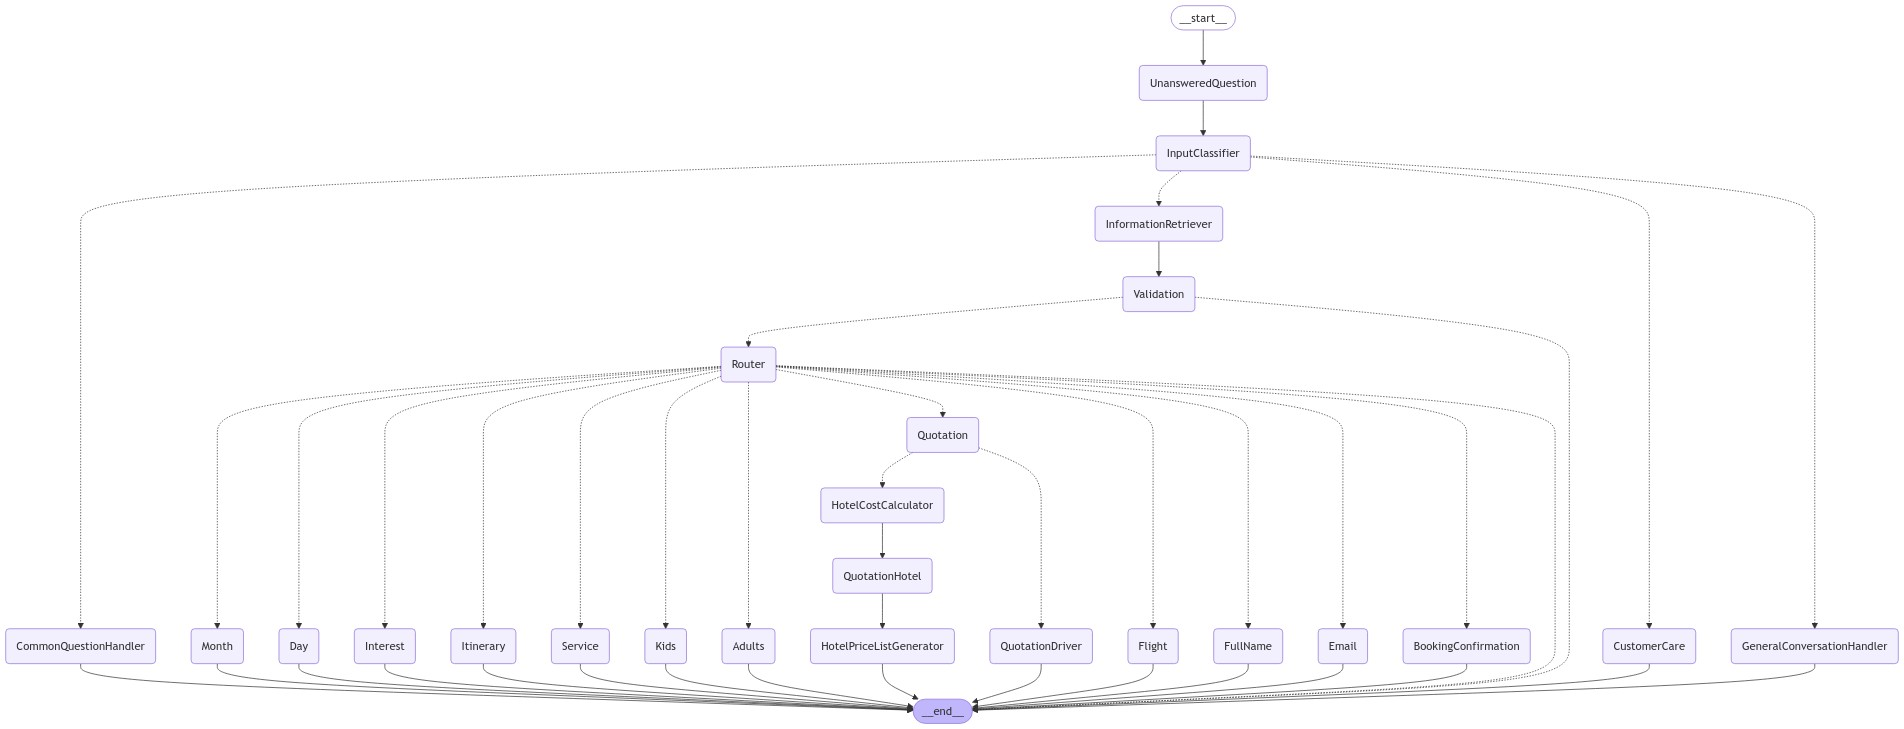 __start__
UnansweredQuestion
InputClassifier
InformationRetriever
Validation
Router
Quotation
HotelCostCalculator
QuotationHotel
CommonQuestionHandler
Month
Day
Interest
Itinerary
Service
Kids
Adults
HotelPriceListGenerator
QuotationDriver
Flight
FullName
Email
BookingConfirmation
CustomerCare
GeneralConversationHandler
__end__